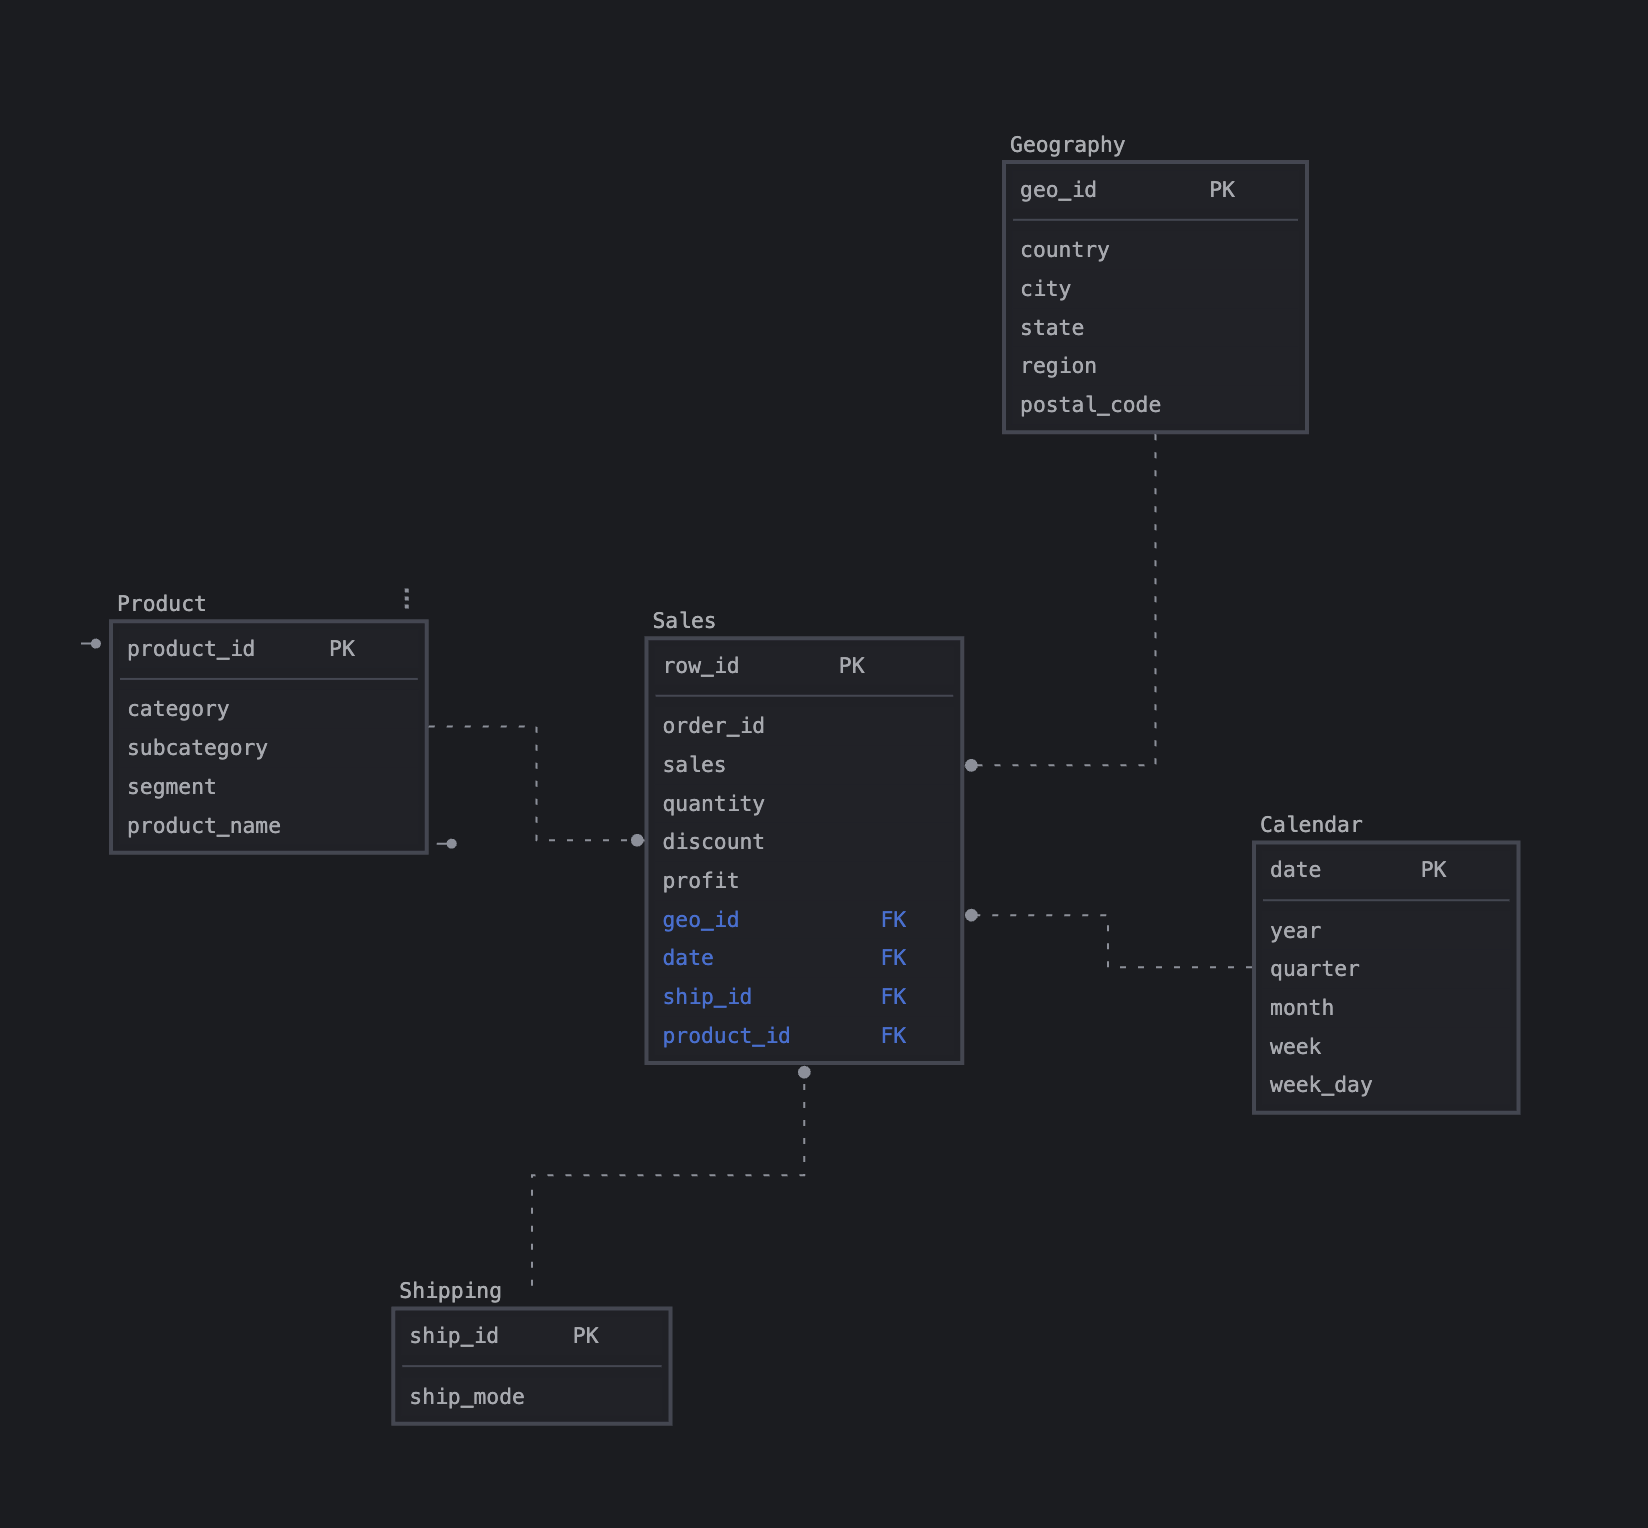 Geography
geo_id PK
country
city
state
region
postal_code
Product
product_id PK
category
subcategory
segment
product_name
Sales
row_id PK
order_id
sales
quantity
discount
profit
geo_id FK
date FK
ship_id FK
product_id FK
Calendar
date PK
year
quarter
month
week
week_day
Shipping
ship_id PK
ship_mode